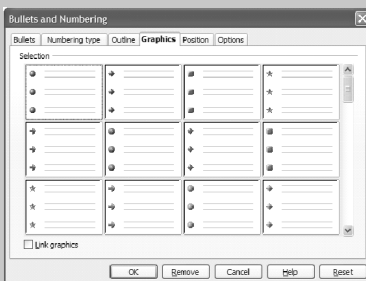 Bullets and Numbering
Bullets Numbering type Outline Graphics Position Options
Selection
Link graphics
OK Remove Cancel Help Reset